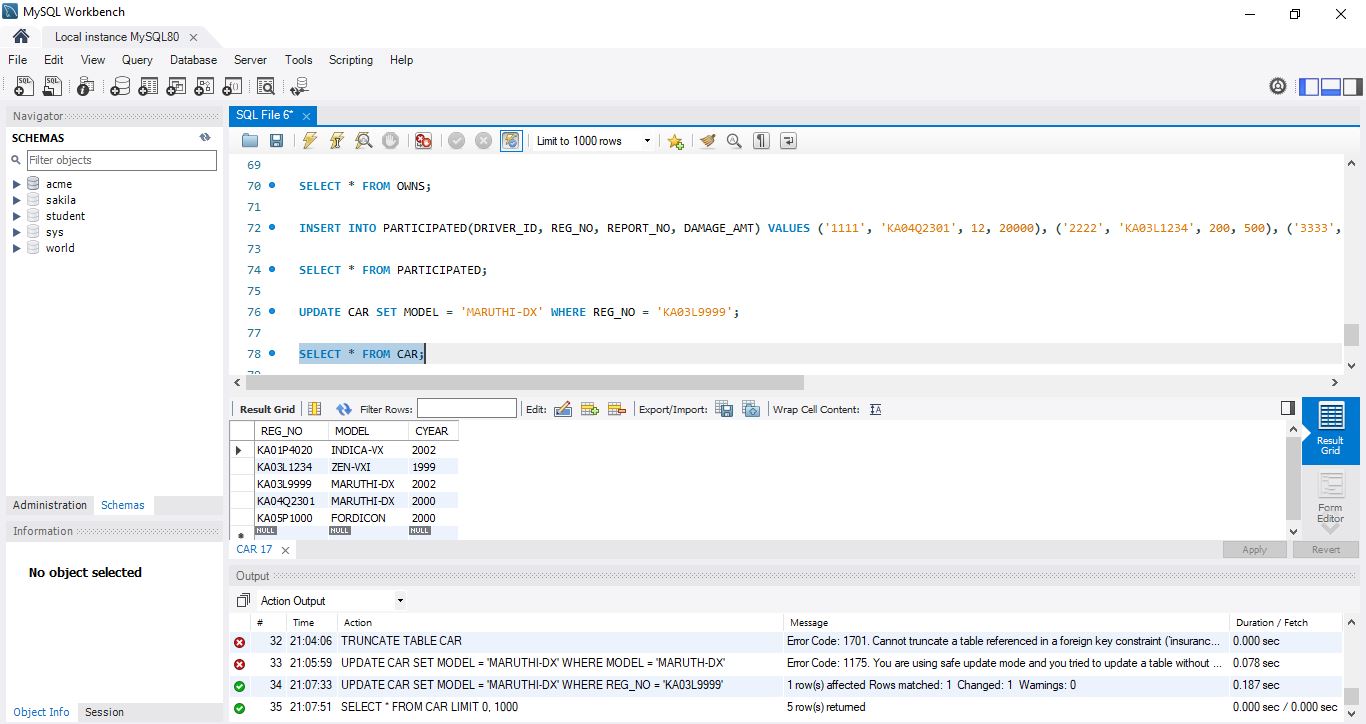 MySQL Workbench
Local instance MySQL80
File Edit View Query Database Server Tools Scripting Help
Navigator
SCHEMAS
Filter objects
acme
sakila
student
sys
world
Administration Schemas
Information
No object selected
Object Info Session
SQL File 6*
Limit to 1000 rows
69
70 SELECT * FROM OWNS;
71
72 INSERT INTO PARTICIPATED(DRIVER_ID, REG_NO, REPORT_NO, DAMAGE_AMT) VALUES ('1111', 'KA04Q2301', 12, 20000), ('2222', 'KA03L1234', 200, 500), ('3333',
73
74 SELECT * FROM PARTICIPATED;
75
76 UPDATE CAR SET MODEL = 'MARUTHI-DX' WHERE REG_NO = 'KA03L9999';
77
78 SELECT * FROM CAR;
79
Result Grid Filter Rows: Edit: Export/Import: Wrap Cell Content:
REG_NO MODEL CYEAR
KA01P4020 INDICA-VX 2002
KA03L1234 ZEN-VXI 1999
KA03L9999 MARUTHI-DX 2002
KA04Q2301 MARUTHI-DX 2000
KA05P1000 FORDICON 2000
NULL NULL NULL
Result
Grid
Form
Editor
CAR 17
Apply Revert
Output
Action Output
# Time Action Message Duration / Fetch
32 21:04:06 TRUNCATE TABLE CAR Error Code: 1701. Cannot truncate a table referenced in a foreign key constraint (`insuranc... 0.000 sec
33 21:05:59 UPDATE CAR SET MODEL = 'MARUTHI-DX' WHERE MODEL = 'MARUTH-DX' Error Code: 1175. You are using safe update mode and you tried to update a table without ... 0.078 sec
34 21:07:33 UPDATE CAR SET MODEL = 'MARUTHI-DX' WHERE REG_NO = 'KA03L9999' 1 row(s) affected Rows matched: 1 Changed: 1 Warnings: 0 0.187 sec
35 21:07:51 SELECT * FROM CAR LIMIT 0, 1000 5 row(s) returned 0.000 sec / 0.000 sec